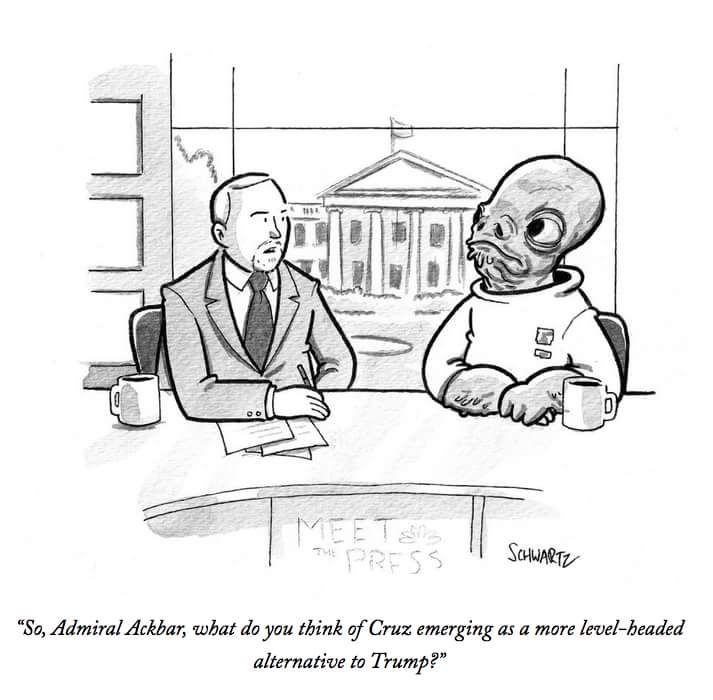 MEET
THE PRESS
SCHWARTZ
“So, Admiral Ackbar, what do you think of Cruz emerging as a more level-headed
alternative to Trump?”